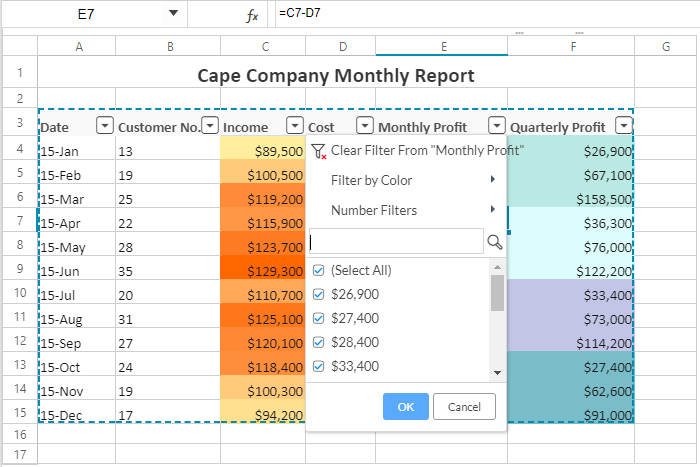 E7 fx =C7-D7
A B C D E F G
1 Cape Company Monthly Report
2
3 Date Customer No. Income Cost Monthly Profit Quarterly Profit
4 15-Jan 13 $89,500 Clear Filter From "Monthly Profit" $26,900
5 15-Feb 19 $100,500 Filter by Color $67,100
6 15-Mar 25 $119,200 $158,500
7 15-Apr 22 $115,900 Number Filters $36,300
8 15-May 28 $123,700 $76,000
9 15-Jun 35 $129,300 (Select All) $122,200
10 15-Jul 20 $110,700 $26,900 $33,400
11 15-Aug 31 $125,100 $27,400 $73,000
12 15-Sep 27 $120,100 $28,400 $114,200
13 15-Oct 24 $118,400 $33,400 $27,400
14 15-Nov 19 $100,300 $62,600
15 15-Dec 17 $94,200 OK Cancel $91,000
16
17